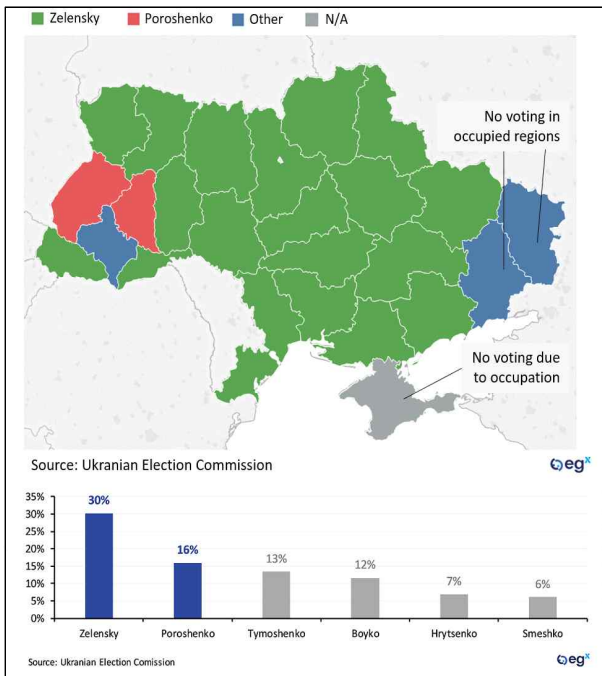 Zelensky Poroshenko Other N/A
No voting in
occupied regions
No voting due
to occupation
Source: Ukranian Election Commission
egx
35%
30%
25%
20%
15%
10%
5%
0%
30%
16%
13%
12%
7%
6%
Zelensky Poroshenko Tymoshenko Boyko Hrytsenko Smeshko
Source: Ukranian Election Comission
egx